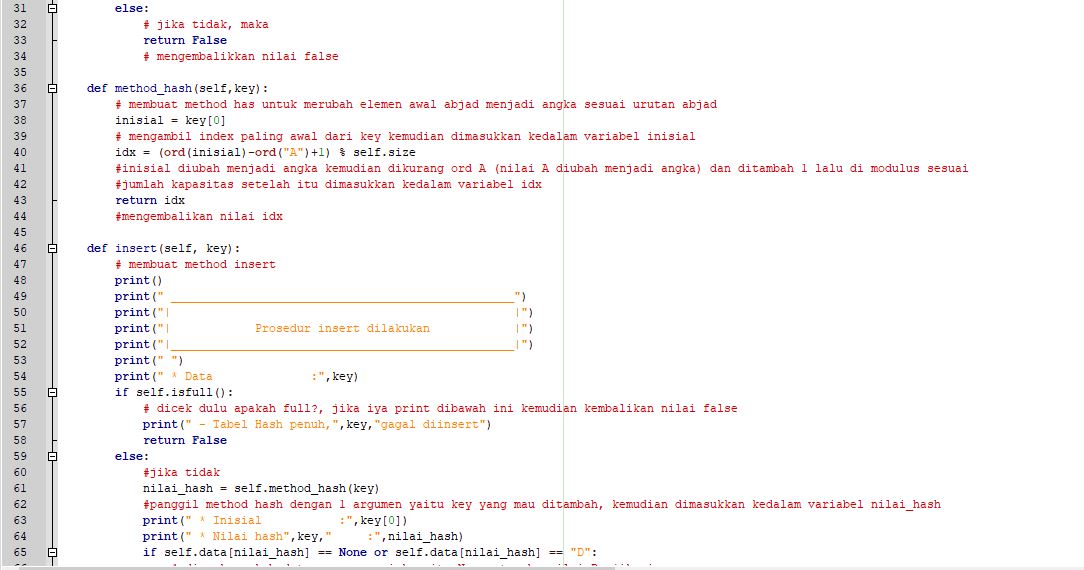 31 else:
32 # jika tidak, maka
33 return False
34 # mengembalikkan nilai false
35
36 def method_hash(self,key):
37 # membuat method has untuk merubah elemen awal abjad menjadi angka sesuai urutan abjad
38 inisial = key[0]
39 # mengambil index paling awal dari key kemudian dimasukkan kedalam variabel inisial
40 idx = (ord(inisial)-ord("A")+1) % self.size
41 #inisial diubah menjadi angka kemudian dikurang ord A (nilai A diubah menjadi angka) dan ditambah 1 lalu di modulus sesuai
42 #jumlah kapasitas setelah itu dimasukkan kedalam variabel idx
43 return idx
44 #mengembalikan nilai idx
45
46 def insert(self, key):
47 # membuat method insert
48 print()
49 print(" _________________________________________________")
50 print("|                                                 |")
51 print("|            Prosedur insert dilakukan            |")
52 print("|_________________________________________________|")
53 print(" ")
54 print(" * Data              :",key)
55 if self.isfull():
56 # dicek dulu apakah full?, jika iya print dibawah ini kemudian kembalikan nilai false
57 print(" - Tabel Hash penuh,",key,"gagal diinsert")
58 return False
59 else:
60 #jika tidak
61 nilai_hash = self.method_hash(key)
62 #panggil method hash dengan 1 argumen yaitu key yang mau ditambah, kemudian dimasukkan kedalam variabel nilai_hash
63 print(" * Inisial           :",key[0])
64 print(" * Nilai hash",key,"     :",nilai_hash)
65 if self.data[nilai_hash] == None or self.data[nilai_hash] == "D":